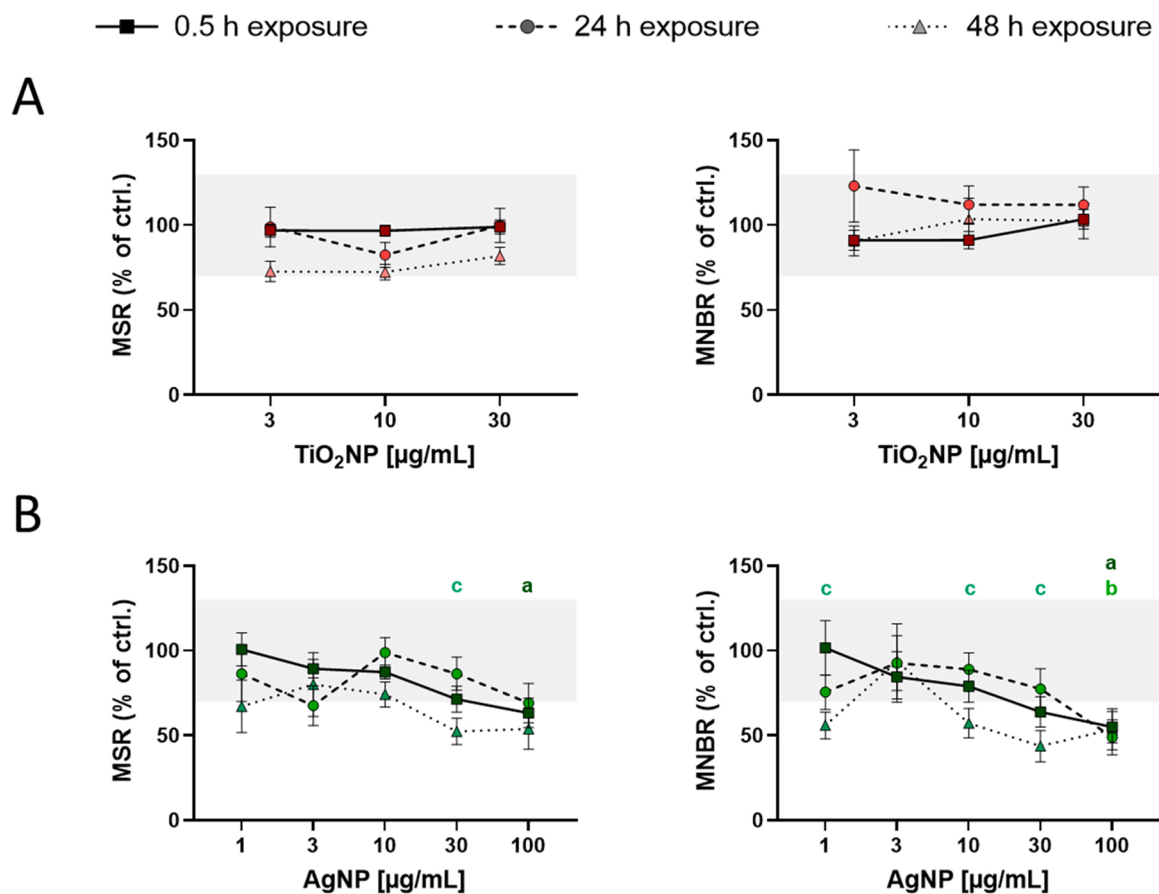 0.5 h exposure 24 h exposure 48 h exposure
A
MSR (% of ctrl.)
150
100
50
0
3 10 30
TiO₂NP [µg/mL]
MNBR (% of ctrl.)
150
100
50
0
3 10 30
TiO₂NP [µg/mL]
B
MSR (% of ctrl.)
150
100
50
0
c a
1 3 10 30 100
AgNP [µg/mL]
MNBR (% of ctrl.)
150
100
50
0
a
c c c b
1 3 10 30 100
AgNP [µg/mL]